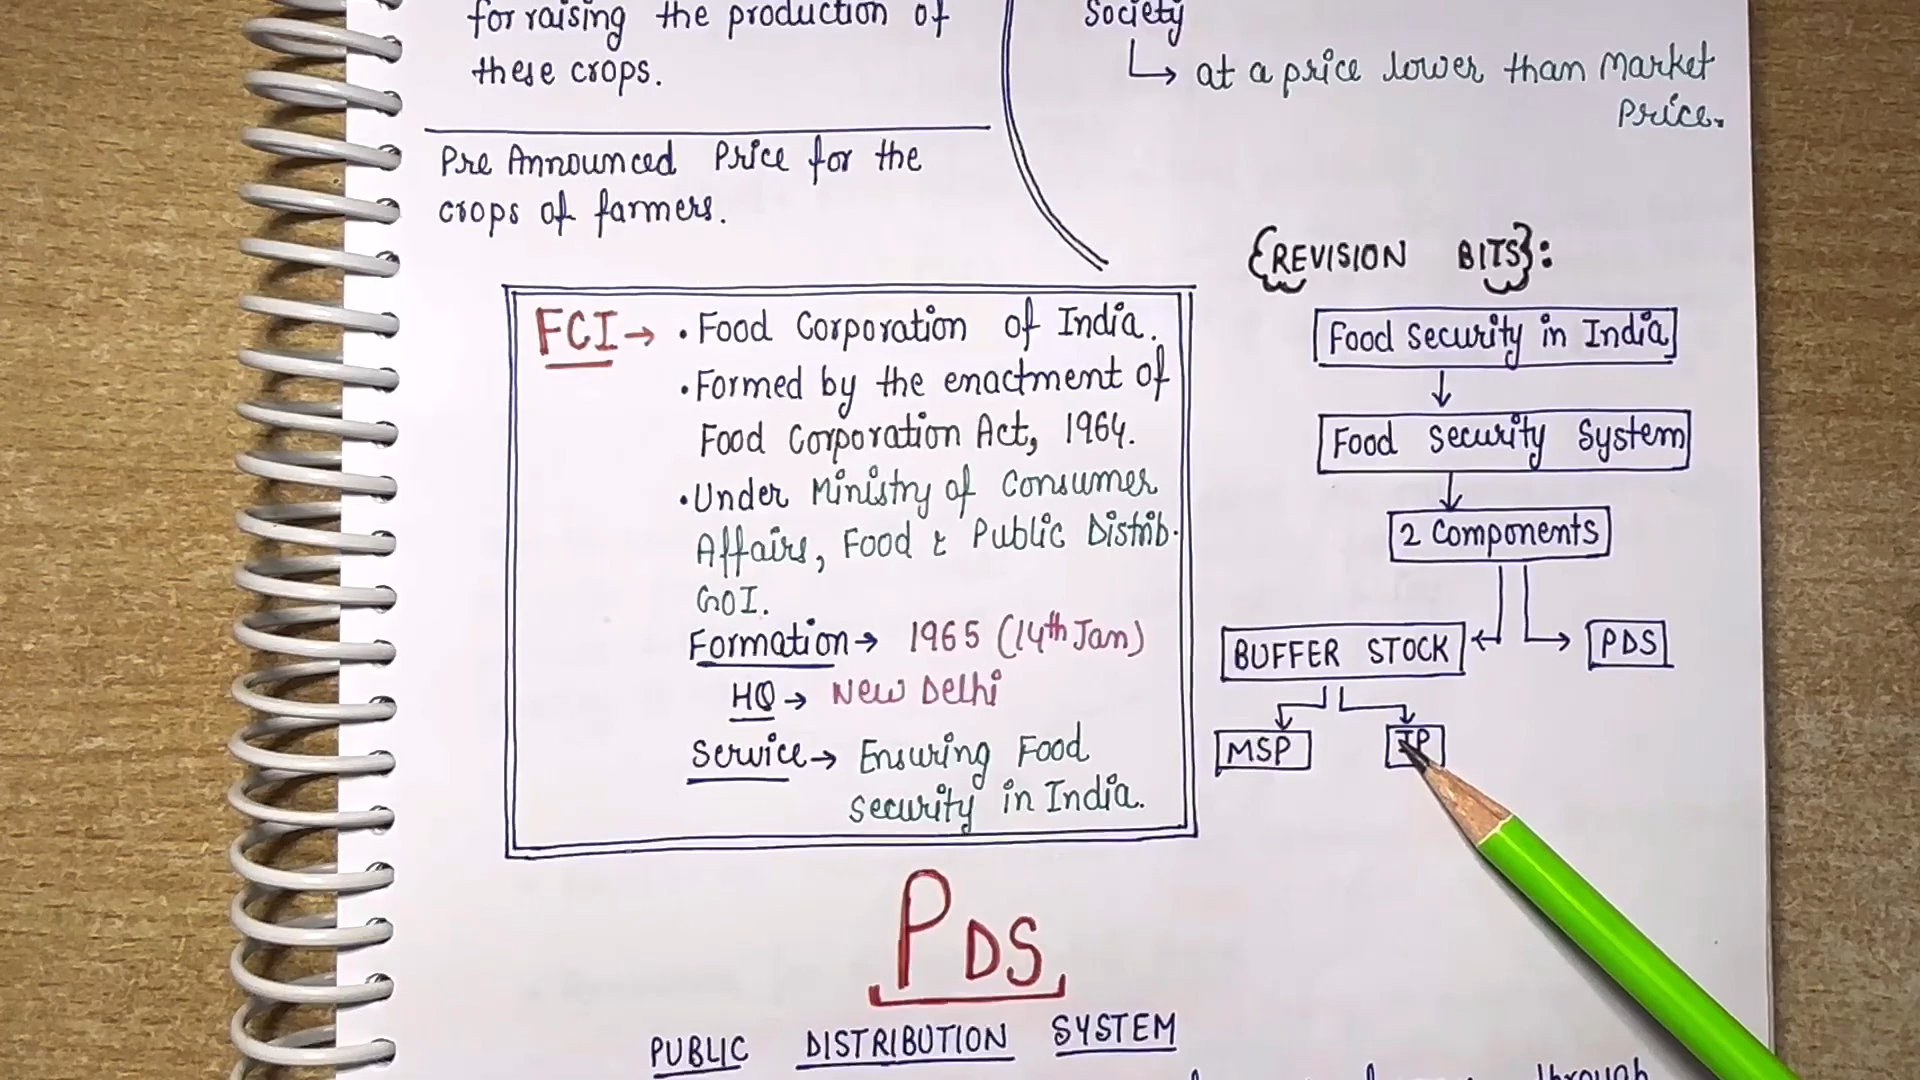 for raising the production of
these crops.
Pre Announced Price for the
crops of farmers.
Society
at a price lower than Market
Price.
FCI → • Food Corporation of India.
• Formed by the enactment of
Food Corporation Act, 1964.
• Under Ministry of Consumer
Affairs, Food & Public Distrib.
GOI.
Formation → 1965 (14th Jan)
HQ → New Delhi
Service → Ensuring Food
Security in India.
{REVISION BITS}:
Food Security in India
Food Security System
2 Components
BUFFER STOCK
PDS
MSP
IP
PDS
PUBLIC DISTRIBUTION SYSTEM
through